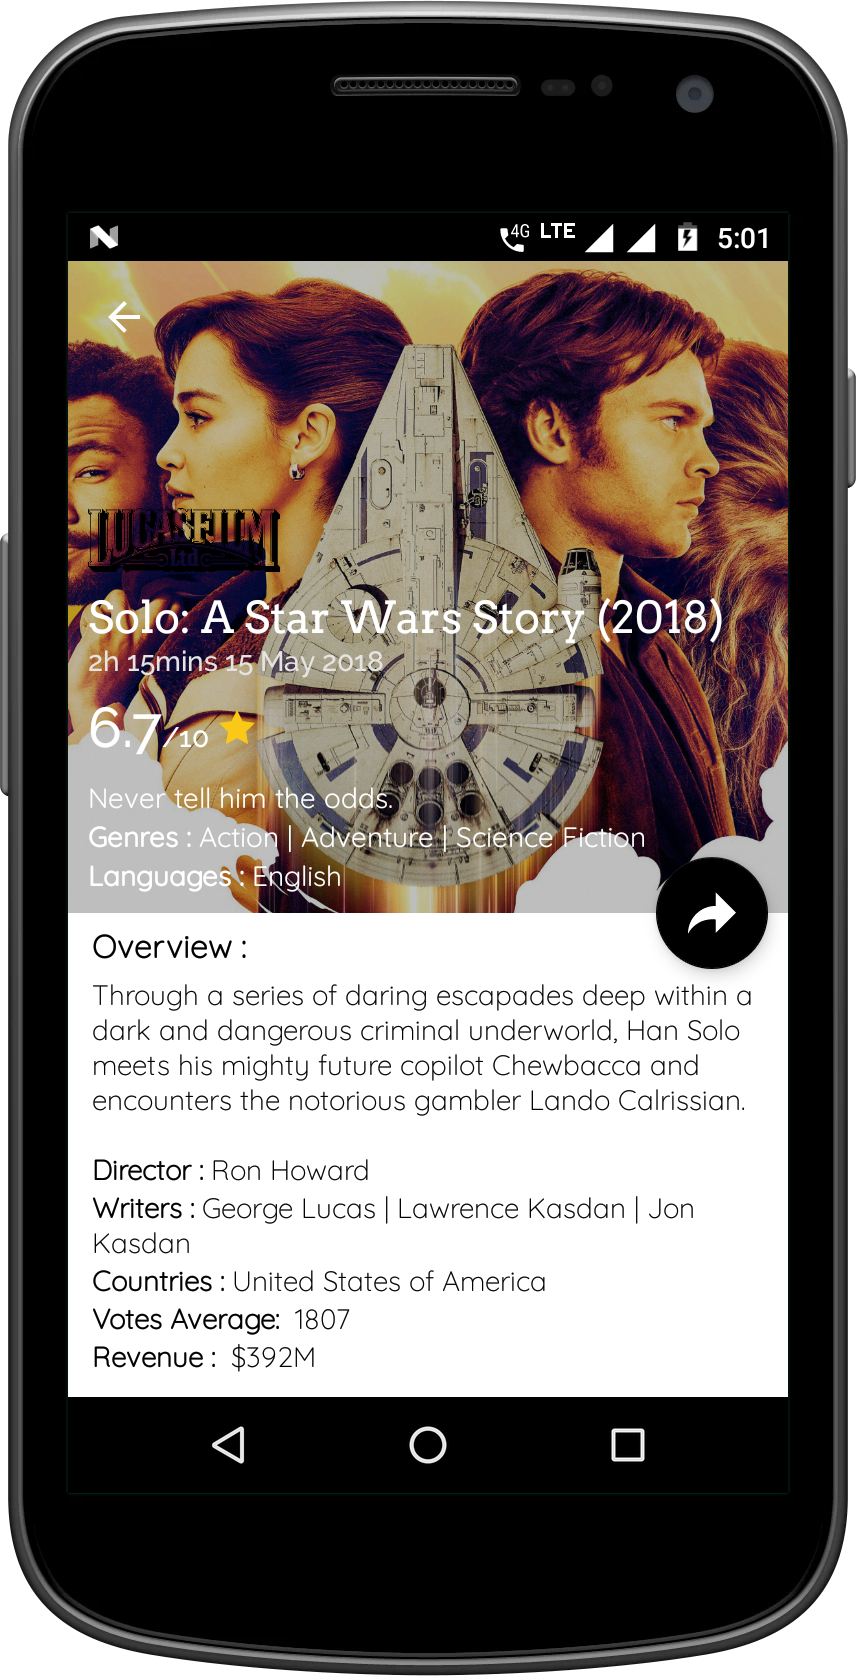 4G LTE 5:01
LUCASFILM
Ltd
Solo: A Star Wars Story (2018)
2h 15mins 15 May 2018
6.7/10
Never tell him the odds.
Genres : Action | Adventure | Science Fiction
Languages : English
Overview :
Through a series of daring escapades deep within a
dark and dangerous criminal underworld, Han Solo
meets his mighty future copilot Chewbacca and
encounters the notorious gambler Lando Calrissian.
Director : Ron Howard
Writers : George Lucas | Lawrence Kasdan | Jon
Kasdan
Countries : United States of America
Votes Average: 1807
Revenue : $392M